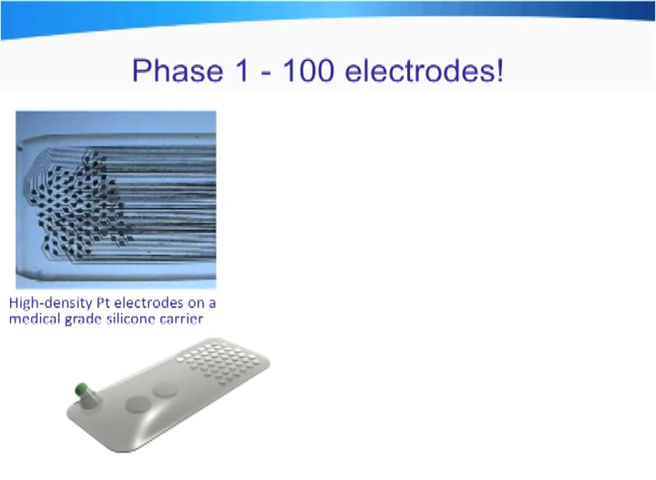 Phase 1 - 100 electrodes!
High-density Pt electrodes on a
medical grade silicone carrier